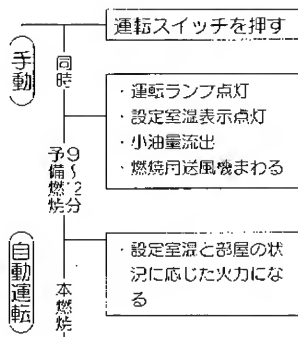 運転スイッチを押す
手動
同時
・運転ランプ点灯
・設定室温表示点灯
・小油量流出
・燃焼用送風機まわる
9～12分
予備燃焼
自動運転
・設定室温と部屋の状
況に応じた火力にな
る
本燃焼